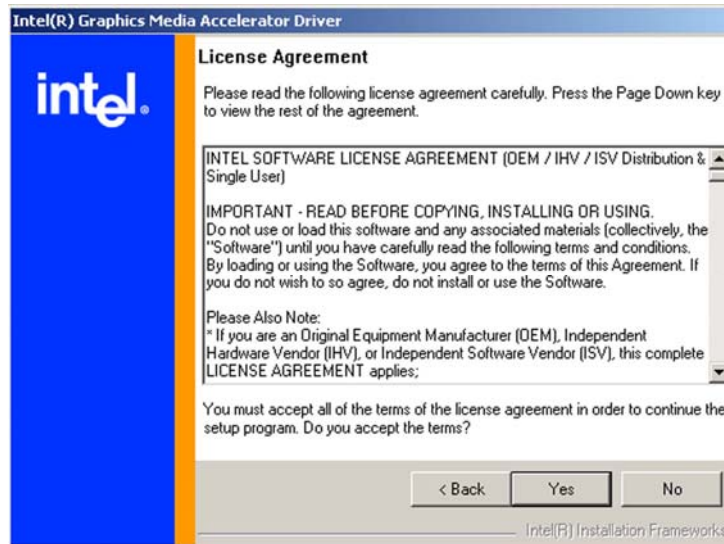 Intel(R) Graphics Media Accelerator Driver
intel.
License Agreement
Please read the following license agreement carefully. Press the Page Down key
to view the rest of the agreement.
INTEL SOFTWARE LICENSE AGREEMENT (OEM / IHV / ISV Distribution &
Single User)
IMPORTANT - READ BEFORE COPYING, INSTALLING OR USING.
Do not use or load this software and any associated materials (collectively, the
"Software") until you have carefully read the following terms and conditions.
By loading or using the Software, you agree to the terms of this Agreement. If
you do not wish to so agree, do not install or use the Software.
Please Also Note:
* If you are an Original Equipment Manufacturer (OEM), Independent
Hardware Vendor (IHV), or Independent Software Vendor (ISV), this complete
LICENSE AGREEMENT applies;
You must accept all of the terms of the license agreement in order to continue the
setup program. Do you accept the terms?
< Back
Yes
No
Intel(R) Installation Frameworks